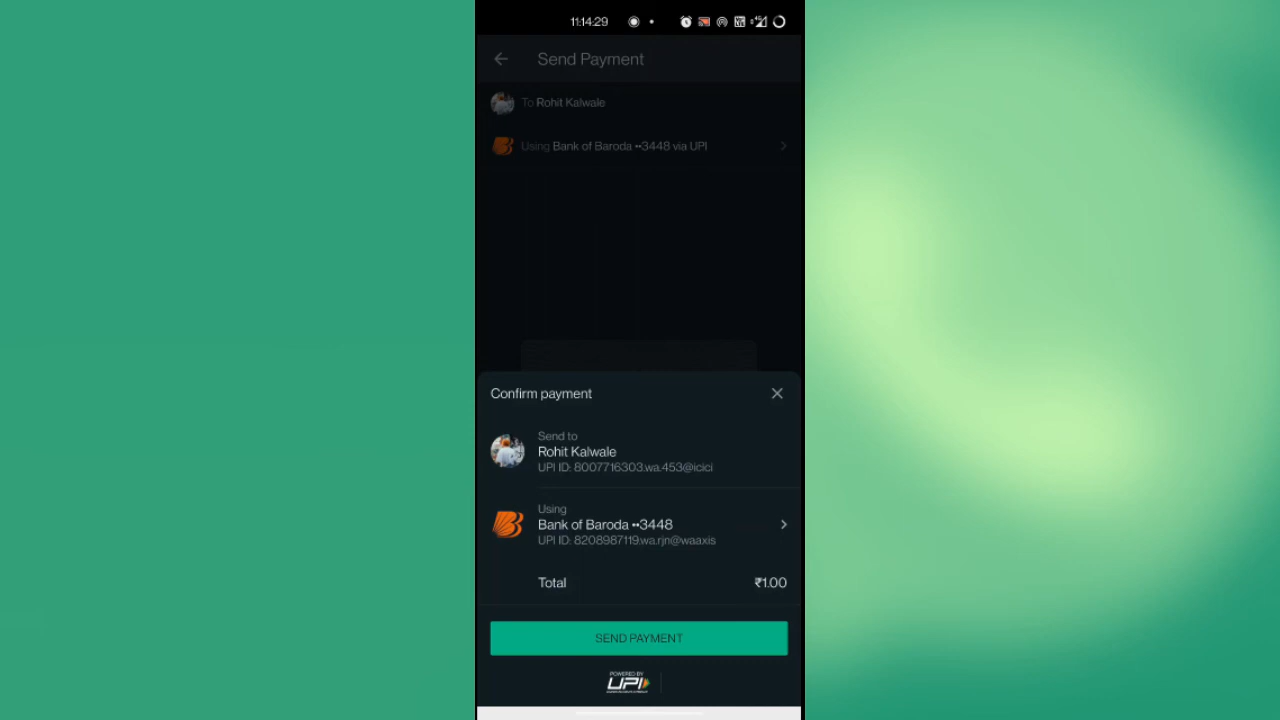 11:14:29
Send Payment
To Rohit Kalwale
Using Bank of Baroda ••3448 via UPI
Confirm payment
Send to
Rohit Kalwale
UPI ID: 8007716303.wa.453@icici
Using
Bank of Baroda ••3448
UPI ID: 8208987119.wa.rjn@waaxis
Total ₹1.00
SEND PAYMENT
POWERED BY
UPI